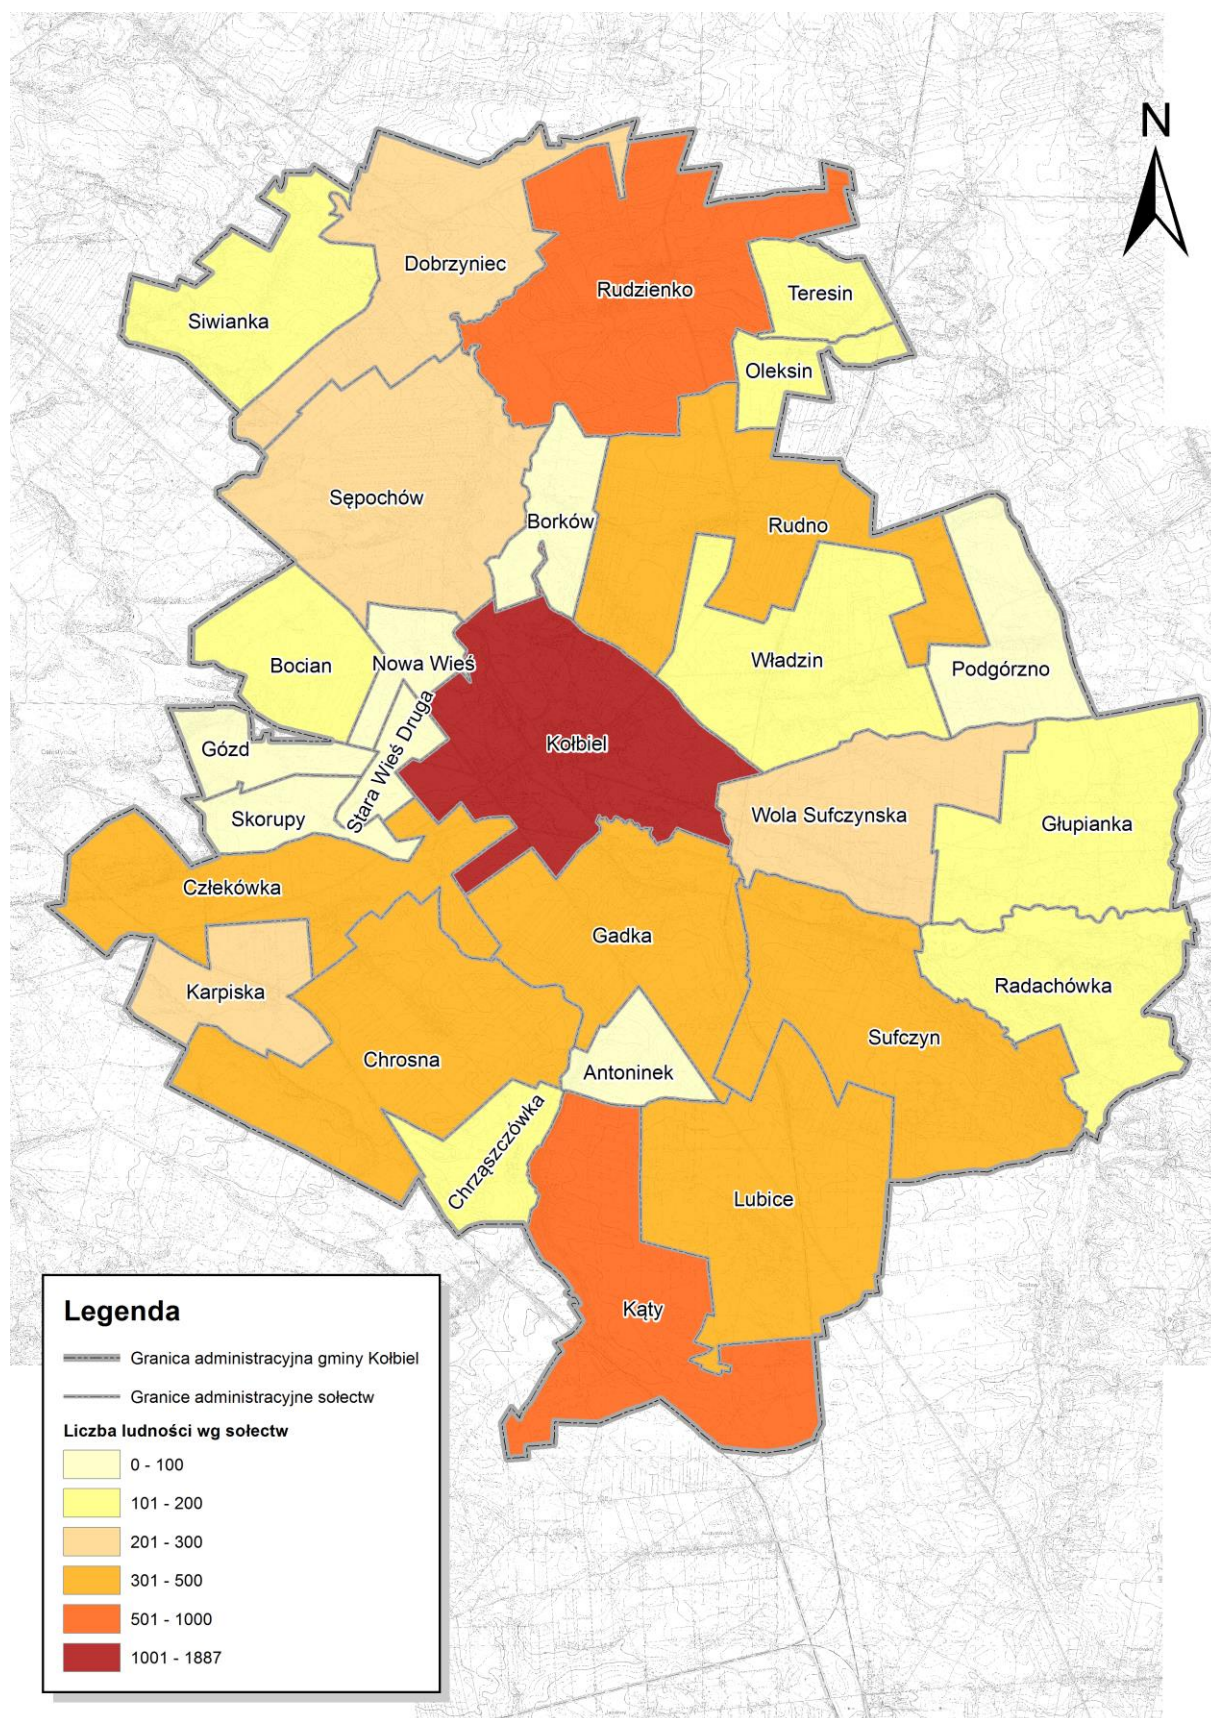 N
Dobrzyniec
Rudzienko
Teresin
Siwianka
Oleksin
Sępochów
Borków
Rudno
Bocian
Nowa Wieś
Władzin
Podgórzno
Gózd
Stara Wieś Druga
Kołbiel
Skorupy
Wola Sufczynska
Głupianka
Człekówka
Gadka
Karpiska
Radachówka
Chrosna
Antoninek
Sufczyn
Chrząszczówka
Lubice
Kąty
Legenda
Granica administracyjna gminy Kołbiel
Granice administracyjne sołectw
Liczba ludności wg sołectw
0 - 100
101 - 200
201 - 300
301 - 500
501 - 1000
1001 - 1887